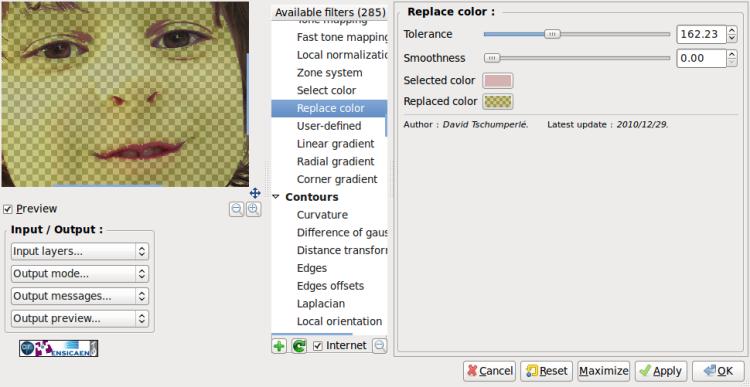 Available filters (285)
Tone mapping
Fast tone mapping
Local normalizatio
Zone system
Select color
Replace color
User-defined
Linear gradient
Radial gradient
Corner gradient
Contours
Curvature
Difference of gaus
Distance transforn
Edges
Edges offsets
Laplacian
Local orientation
Internet
Preview
Input / Output :
Input layers...
Output mode...
Output messages...
Output preview...
ENSICAEN
Replace color :
Tolerance 162.23
Smoothness 0.00
Selected color
Replaced color
Author : David Tschumperlé. Latest update : 2010/12/29.
Cancel Reset Maximize Apply OK